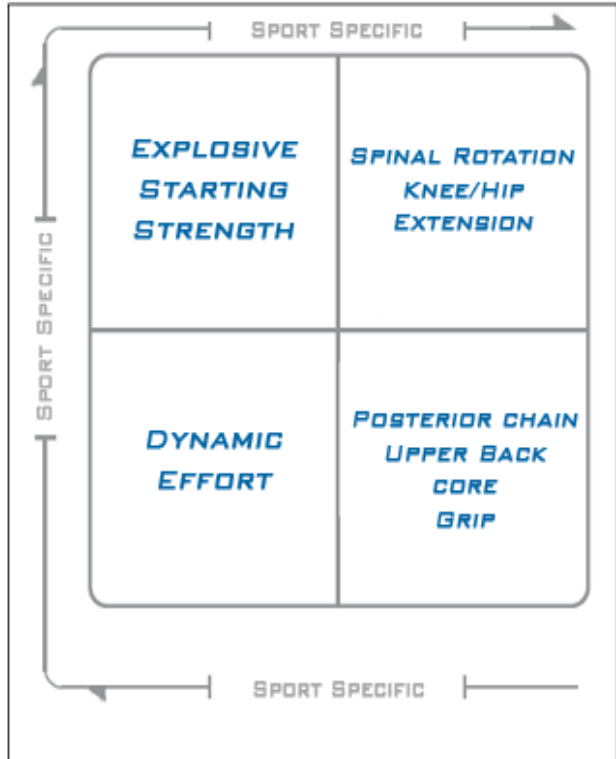 Sport Specific
Explosive
Starting
Strength
Spinal Rotation
Knee/Hip
Extension
Sport Specific
Dynamic
Effort
Posterior chain
Upper Back
core
Grip
Sport Specific